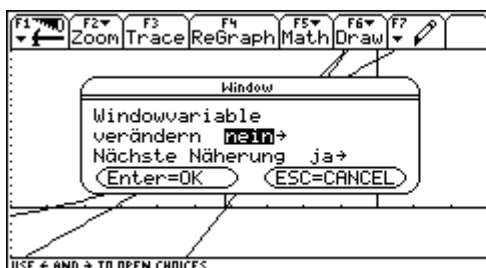 F1 F2 F3 F4 F5 F6 F7
Zoom Trace ReGraph Math Draw
Window
Windowvariable
verändern nein→
Nächste Näherung ja→
Enter=OK ESC=CANCEL
USE ← AND → TO OPEN CHOICES